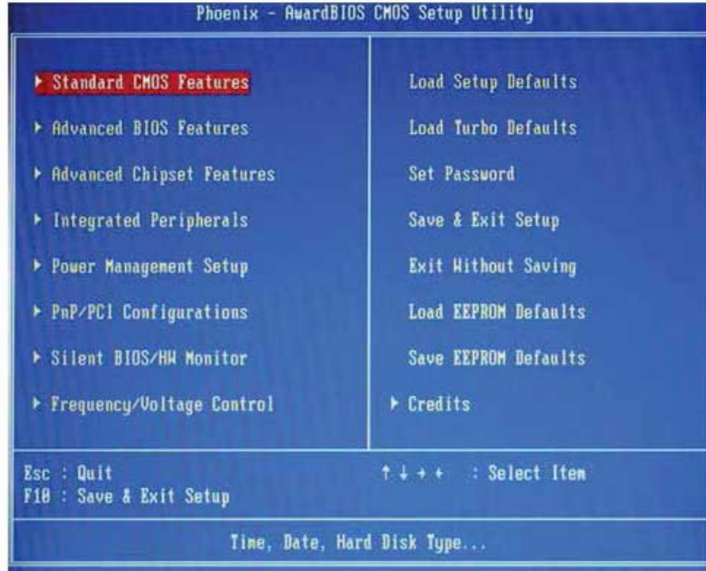 Phoenix - AwardBIOS CMOS Setup Utility
Standard CMOS Features
Advanced BIOS Features
Advanced Chipset Features
Integrated Peripherals
Power Management Setup
PnP/PCI Configurations
Silent BIOS/HW Monitor
Frequency/Voltage Control
Load Setup Defaults
Load Turbo Defaults
Set Password
Save & Exit Setup
Exit Without Saving
Load EEPROM Defaults
Save EEPROM Defaults
Credits
Esc : Quit
F10 : Save & Exit Setup
↑ ↓ → ← : Select Item
Time, Date, Hard Disk Type...